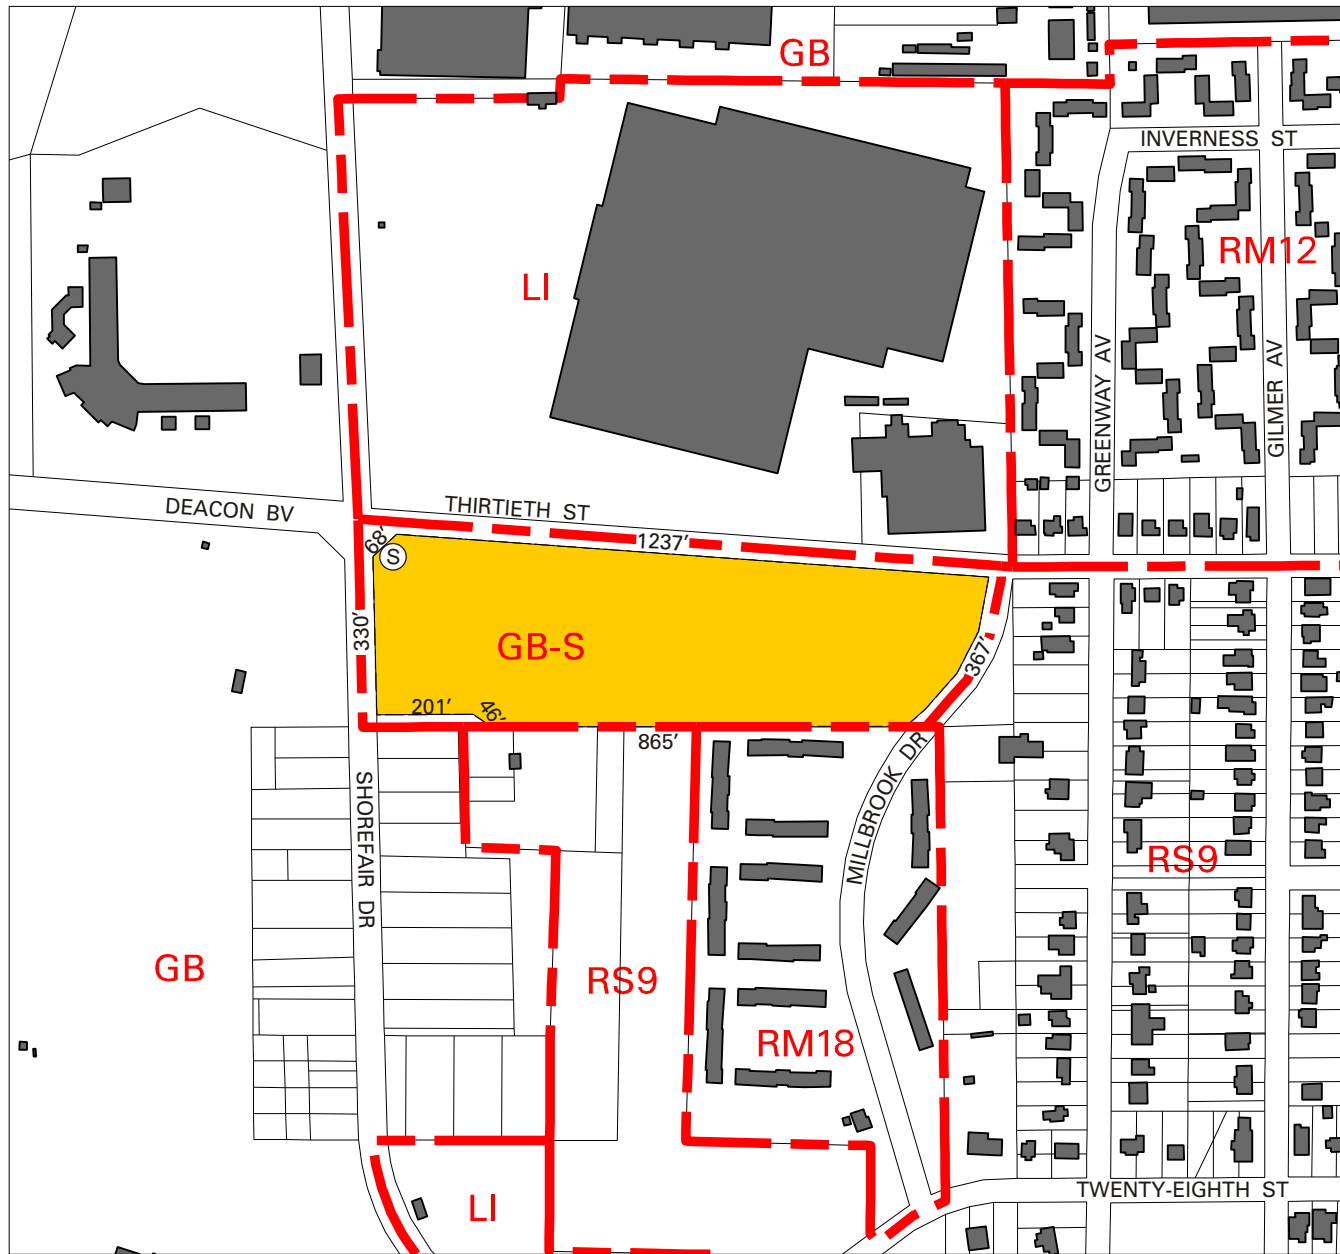 GB
INVERNESS ST
RM12
LI
GREENWAY AV
GILMER AV
DEACON BV
THIRTIETH ST
68'
S
1237'
330'
GB-S
367'
201'
46'
865'
SHOREFAIR DR
MILLBROOK DR
RS9
GB
RS9
RM18
TWENTY-EIGHTH ST
LI